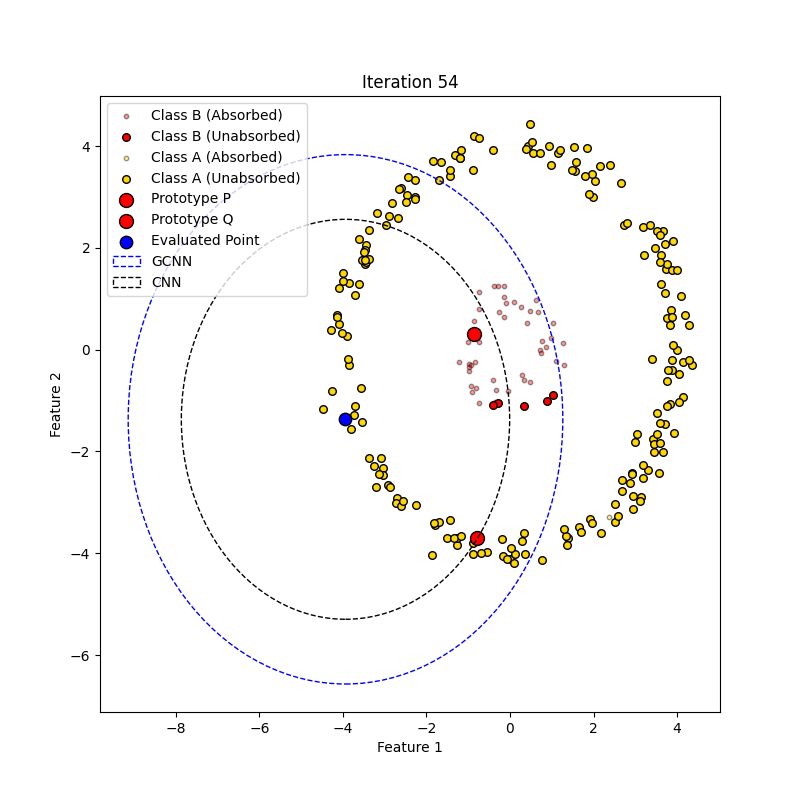 Iteration 54
Class B (Absorbed)
Class B (Unabsorbed)
Class A (Absorbed)
Class A (Unabsorbed)
Prototype P
Prototype Q
Evaluated Point
GCNN
CNN
4
2
0
−2
−4
−6
Feature 2
−8 −6 −4 −2 0 2 4
Feature 1